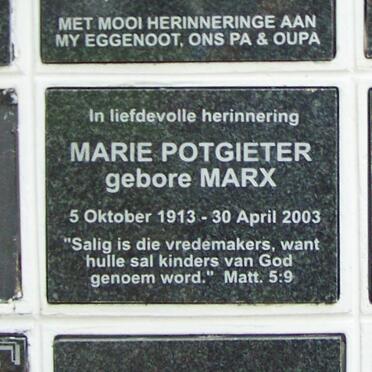 MET MOOI HERINNERINGE AAN
MY EGGENOOT, ONS PA & OUPA
In liefdevolle herinnering
MARIE POTGIETER
gebore MARX
5 Oktober 1913 - 30 April 2003
"Salig is die vredemakers, want
hulle sal kinders van God
genoem word." Matt. 5:9